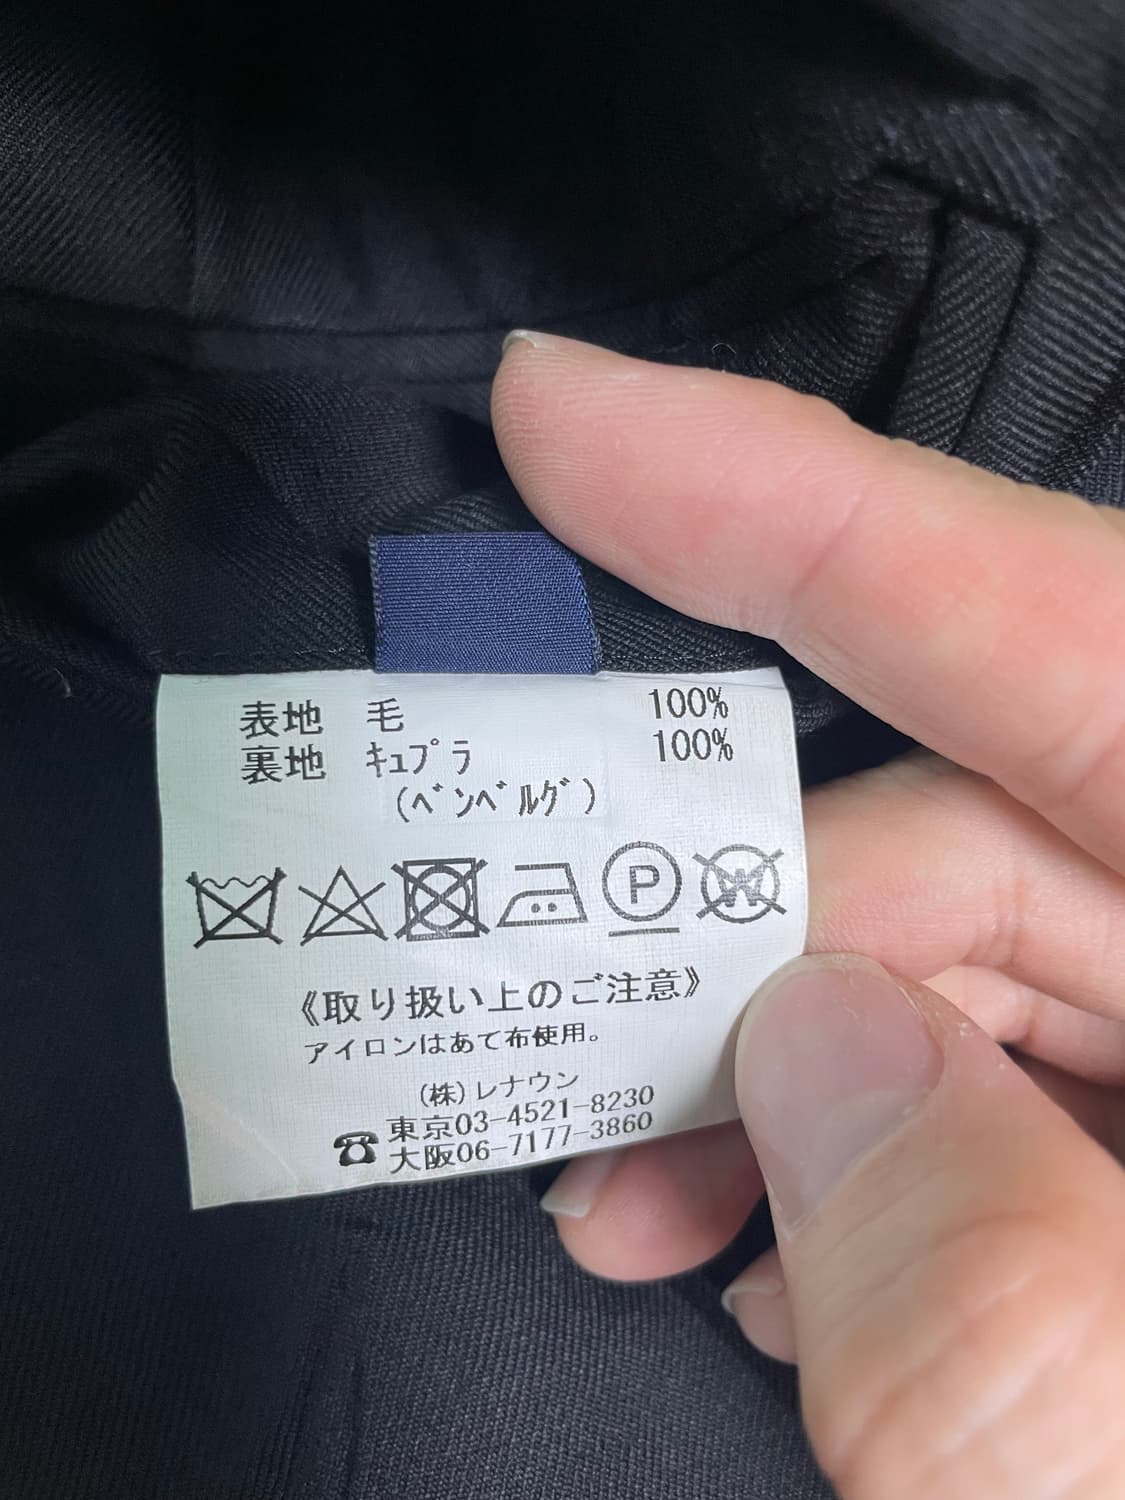 表地 毛 100%
裏地 ｷｭﾌﾟﾗ 100%
(ﾍﾞﾝﾍﾞﾙｸﾞ)
P W
《取り扱い上のご注意》
アイロンはあて布使用。
(株)レナウン
☎東京03-4521-8230
大阪06-7177-3860